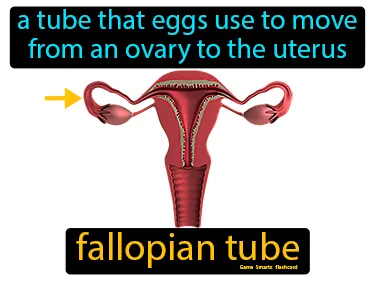 a tube that eggs use to move
from an ovary to the uterus
fallopian tube
Game Smartz flashcard